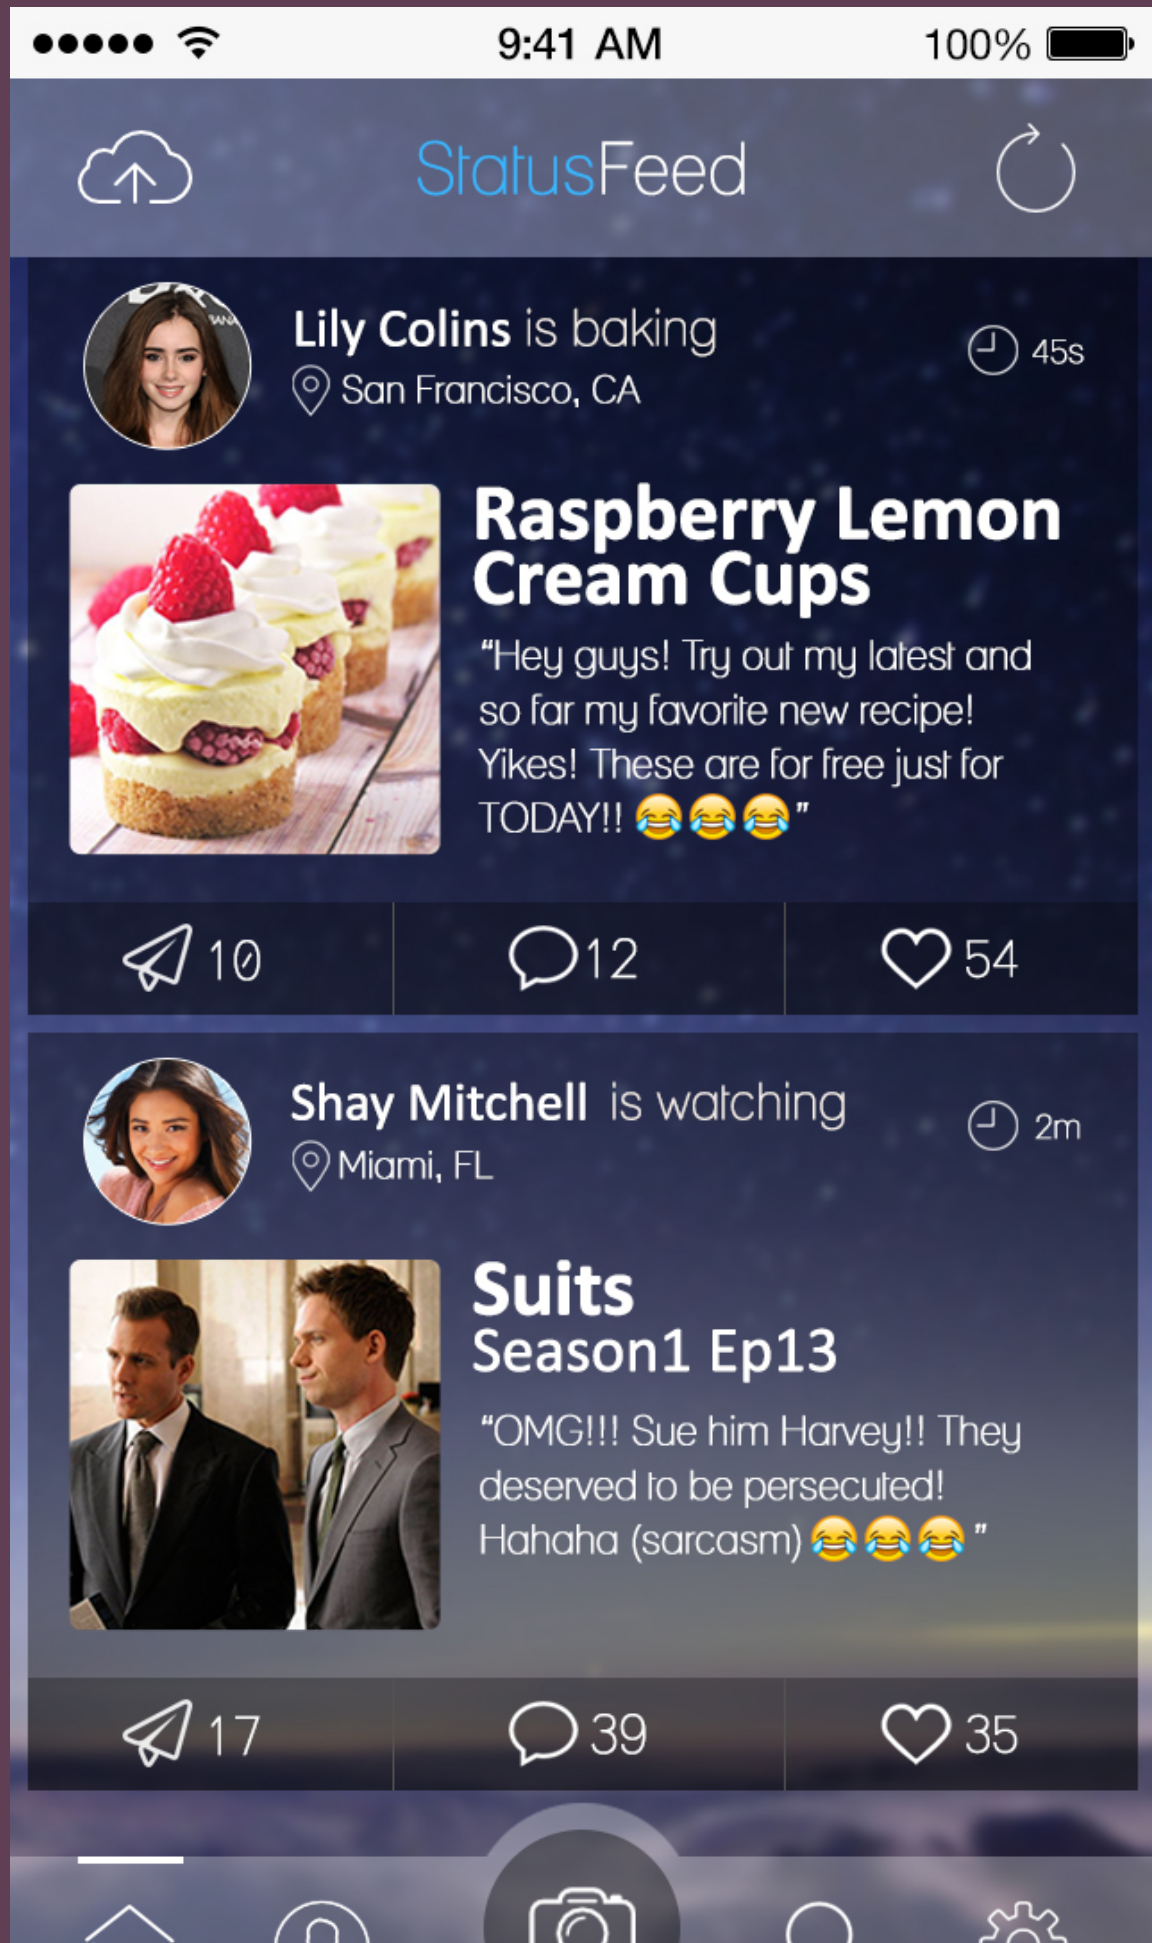 9:41 AM
100%
StatusFeed
Lily Colins is baking
San Francisco, CA
45s
Raspberry Lemon
Cream Cups
“Hey guys! Try out my latest and
so far my favorite new recipe!
Yikes! These are for free just for
TODAY!! 😂😂😂”
10
12
54
Shay Mitchell is watching
Miami, FL
2m
Suits
Season1 Ep13
“OMG!!! Sue him Harvey!! They
deserved to be persecuted!
Hahaha (sarcasm)😂😂😂 ”
17
39
35